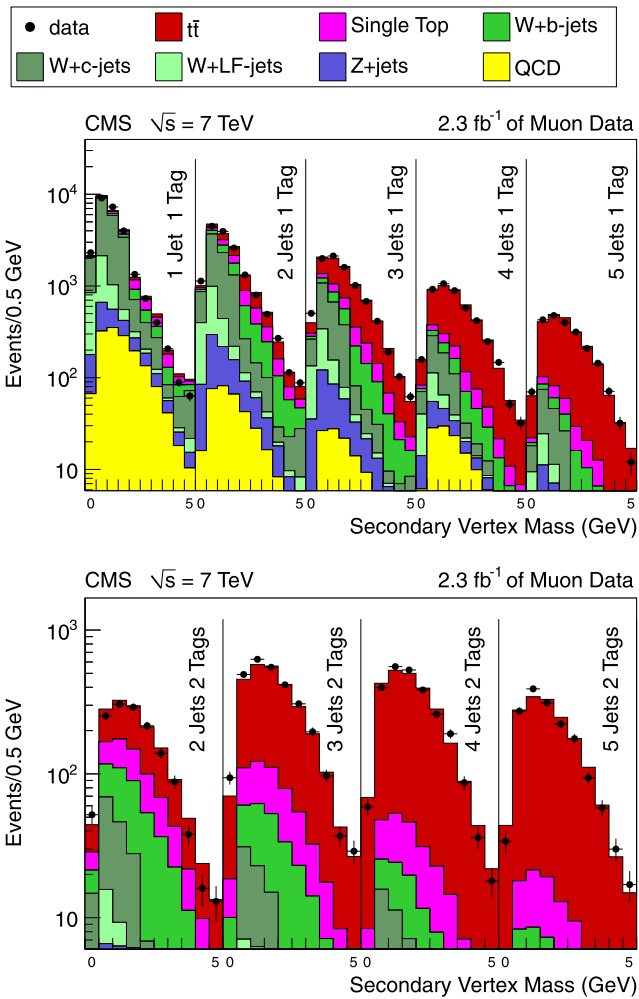 data tt̄ Single Top W+b-jets
W+c-jets W+LF-jets Z+jets QCD
CMS √s = 7 TeV 2.3 fb⁻¹ of Muon Data
Events/0.5 GeV
10⁴
10³
10²
10
1 Jet 1 Tag
2 Jets 1 Tag
3 Jets 1 Tag
4 Jets 1 Tag
5 Jets 1 Tag
0 5 0 5 0 5 0 5 0 5
Secondary Vertex Mass (GeV)
CMS √s = 7 TeV 2.3 fb⁻¹ of Muon Data
Events/0.5 GeV
10³
10²
10
2 Jets 2 Tags
3 Jets 2 Tags
4 Jets 2 Tags
5 Jets 2 Tags
0 5 0 5 0 5 0 5
Secondary Vertex Mass (GeV)